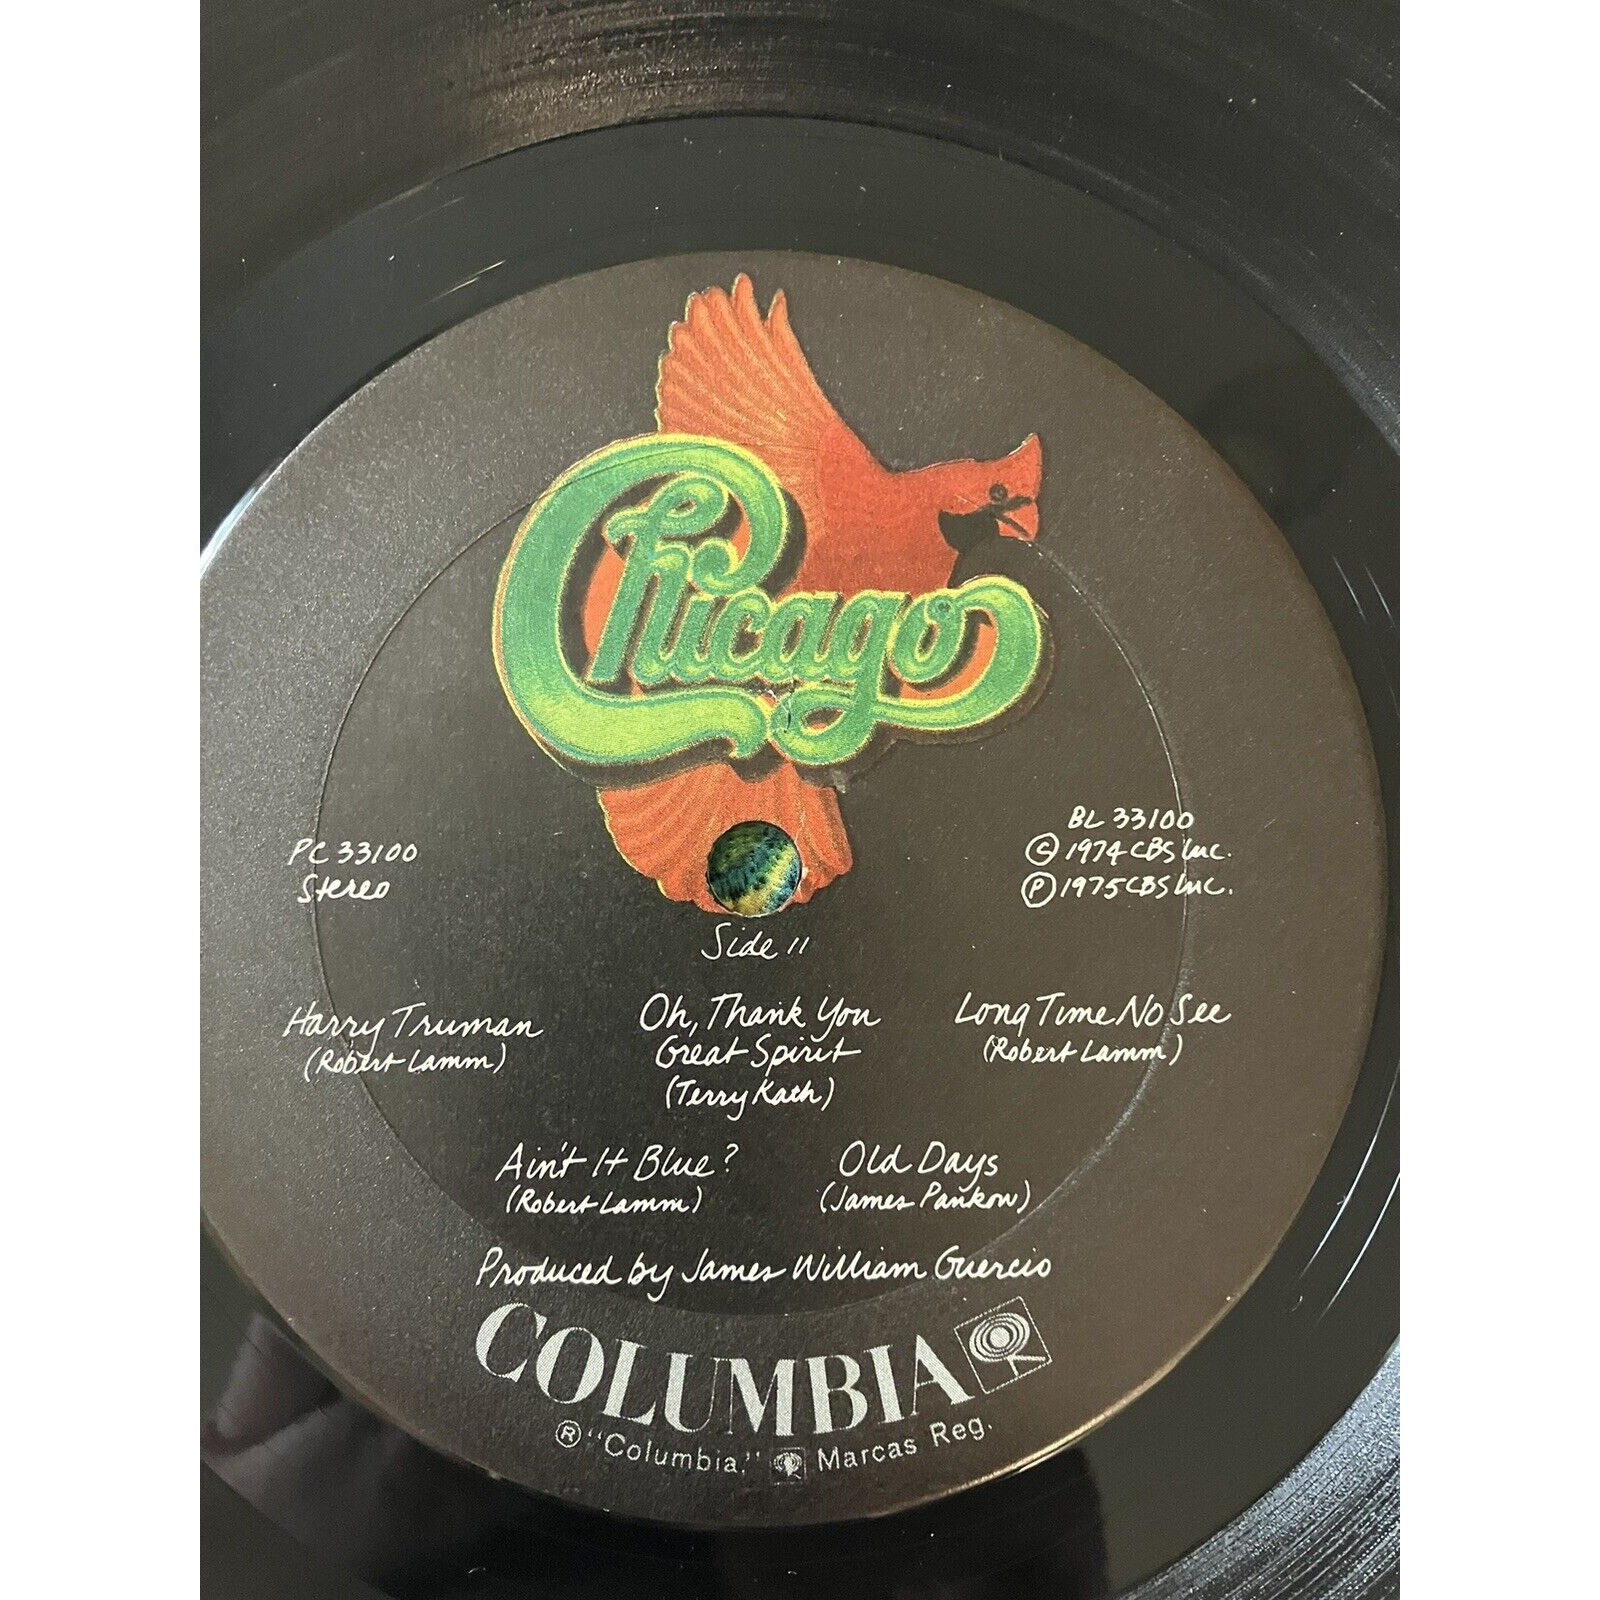 Chicago
PC 33100
Stereo
BL 33100
© 1974 CBS Inc.
℗ 1975 CBS Inc.
Side 11
Harry Truman
(Robert Lamm)
Oh, Thank You
Great Spirit
(Terry Kath)
Long Time No See
(Robert Lamm)
Ain't It Blue?
(Robert Lamm)
Old Days
(James Pankow)
Produced by James William Guercio
COLUMBIA
® "Columbia," Marcas Reg.